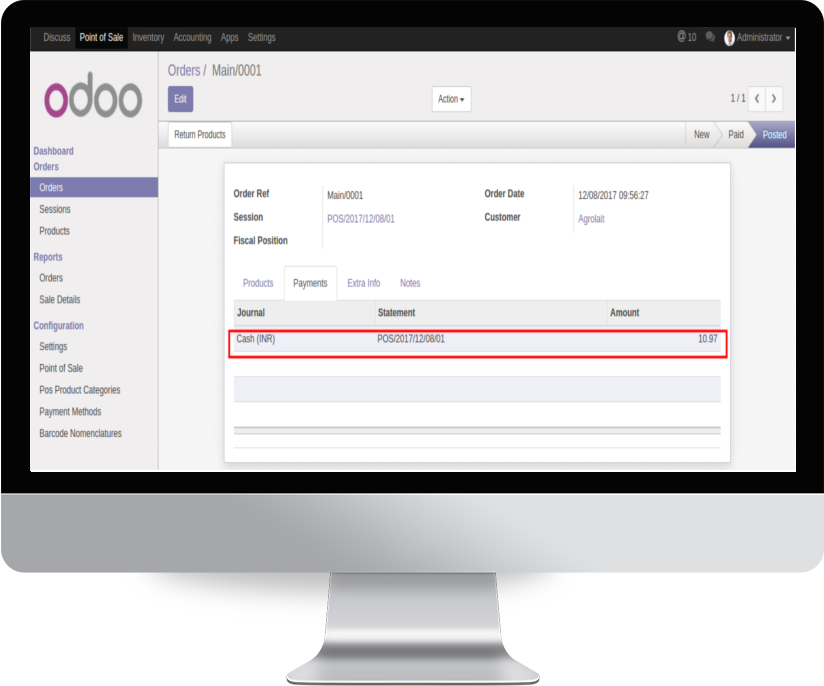 Discuss Point of Sale Inventory Accounting Apps Settings @ 10 Administrator
odoo
Orders / Main/0001
Edit Action 1 / 1
Return Products New Paid Posted
Dashboard
Orders
Orders
Sessions
Products
Reports
Orders
Sale Details
Configuration
Settings
Point of Sale
Pos Product Categories
Payment Methods
Barcode Nomenclatures
Order Ref Main/0001 Order Date 12/08/2017 09:56:27
Session POS/2017/12/08/01 Customer Agrolait
Fiscal Position
Products Payments Extra Info Notes
Journal Statement Amount
Cash (INR) POS/2017/12/08/01 10.97